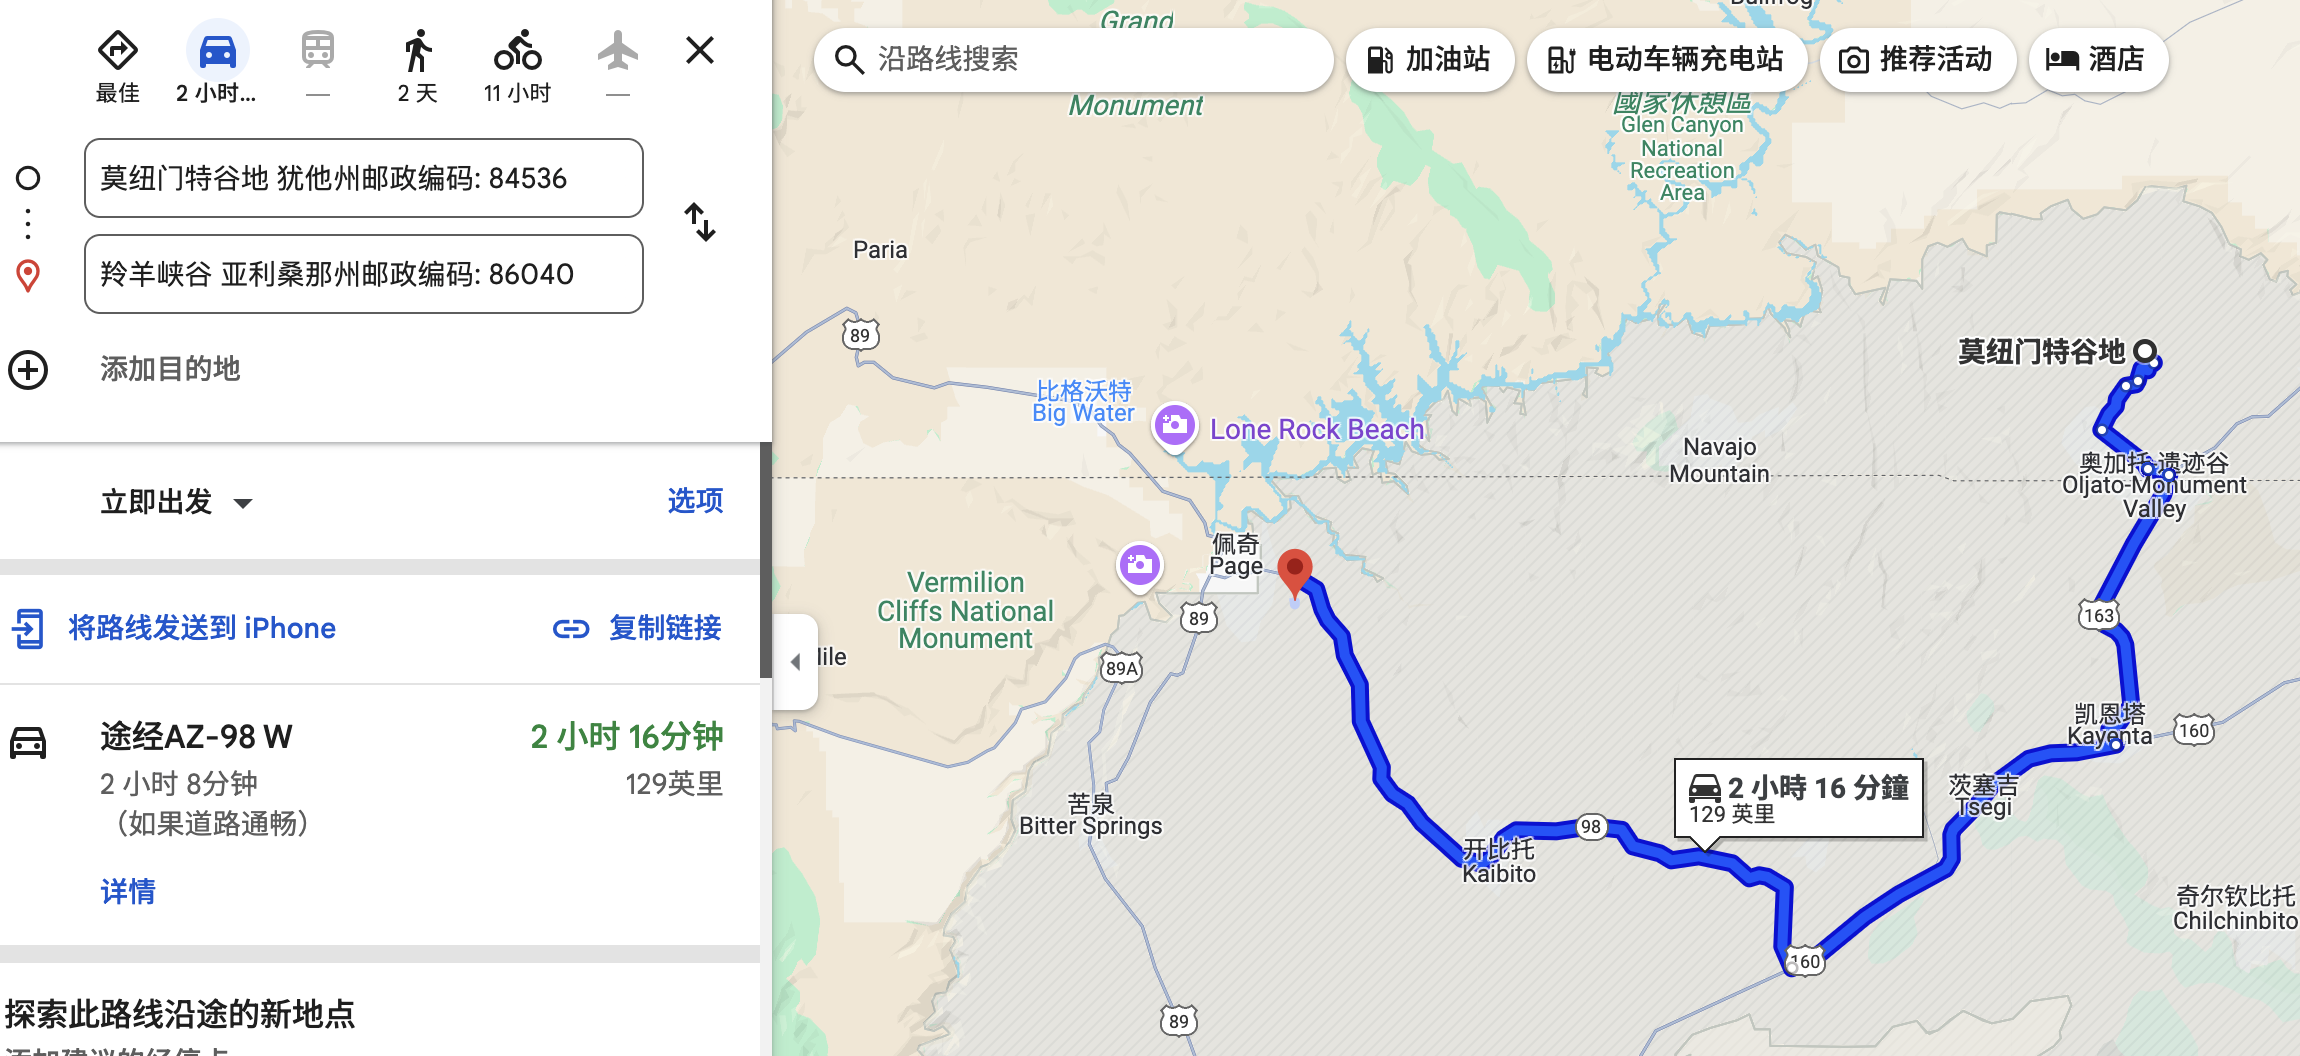 最佳
2 小时...
—
2 天
11 小时
—
莫纽门特谷地 犹他州邮政编码: 84536
羚羊峡谷 亚利桑那州邮政编码: 86040
添加目的地
立即出发
选项
将路线发送到 iPhone
复制链接
途经AZ-98 W
2 小时 16分钟
2 小时 8分钟
129英里
（如果道路通畅）
详情
探索此路线沿途的新地点
沿路线搜索
加油站
电动车辆充电站
推荐活动
酒店
Grand
Monument
國家休憩區
Glen Canyon
National
Recreation
Area
Paria
89
莫纽门特谷地
比格沃特
Big Water
Lone Rock Beach
Navajo
Mountain
奥加托-遗迹谷
Oljato-Monument
Valley
佩奇
Page
Vermilion
Cliffs National
Monument
89
163
89A
凯恩塔
Kayenta
160
苦泉
Bitter Springs
2 小時 16 分鐘
129 英里
茨塞吉
Tsegi
98
开比托
Kaibito
奇尔钦比托
Chilchinbito
160
89